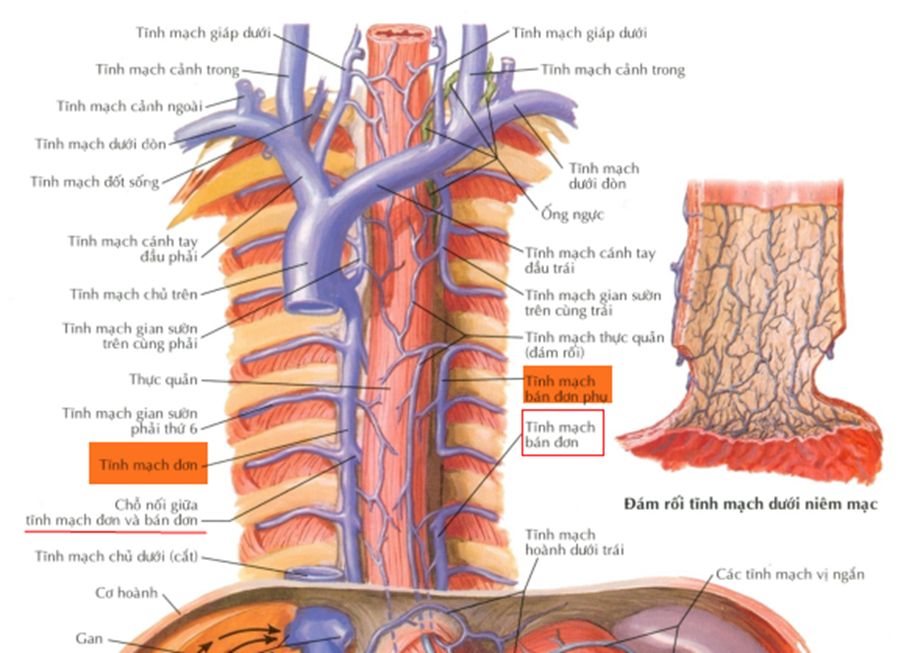 Tĩnh mạch giáp dưới
Tĩnh mạch cảnh trong
Tĩnh mạch cảnh ngoài
Tĩnh mạch dưới đòn
Tĩnh mạch đốt sống
Tĩnh mạch cánh tay
đầu phải
Tĩnh mạch chủ trên
Tĩnh mạch gian sườn
trên cùng phải
Thực quản
Tĩnh mạch gian sườn
phải thứ 6
Tĩnh mạch đơn
Chỗ nối giữa
tĩnh mạch đơn và bán đơn
Tĩnh mạch chủ dưới (cắt)
Cơ hoành
Gan
Tĩnh mạch giáp dưới
Tĩnh mạch cảnh trong
Tĩnh mạch
dưới đòn
Ống ngực
Tĩnh mạch cánh tay
đầu trái
Tĩnh mạch gian sườn
trên cùng trái
Tĩnh mạch thực quản
(đám rối)
Tĩnh mạch
bán đơn phụ
Tĩnh mạch
bán đơn
Tĩnh mạch
hoành dưới trái
Các tĩnh mạch vị ngắn
Đám rối tĩnh mạch dưới niêm mạc